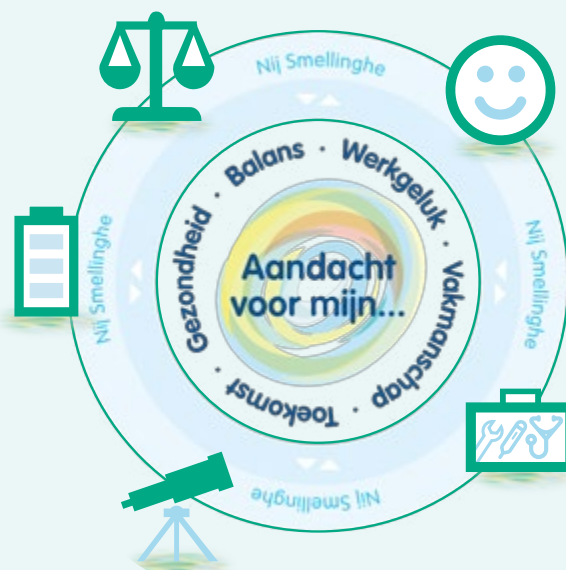 Nij Smellinghe
Balans · Werkgeluk · Vakmanschap · Toekomst · Gezondheid ·
Aandacht
voor mijn...
Nij Smellinghe
Nij Smellinghe
Nij Smellinghe